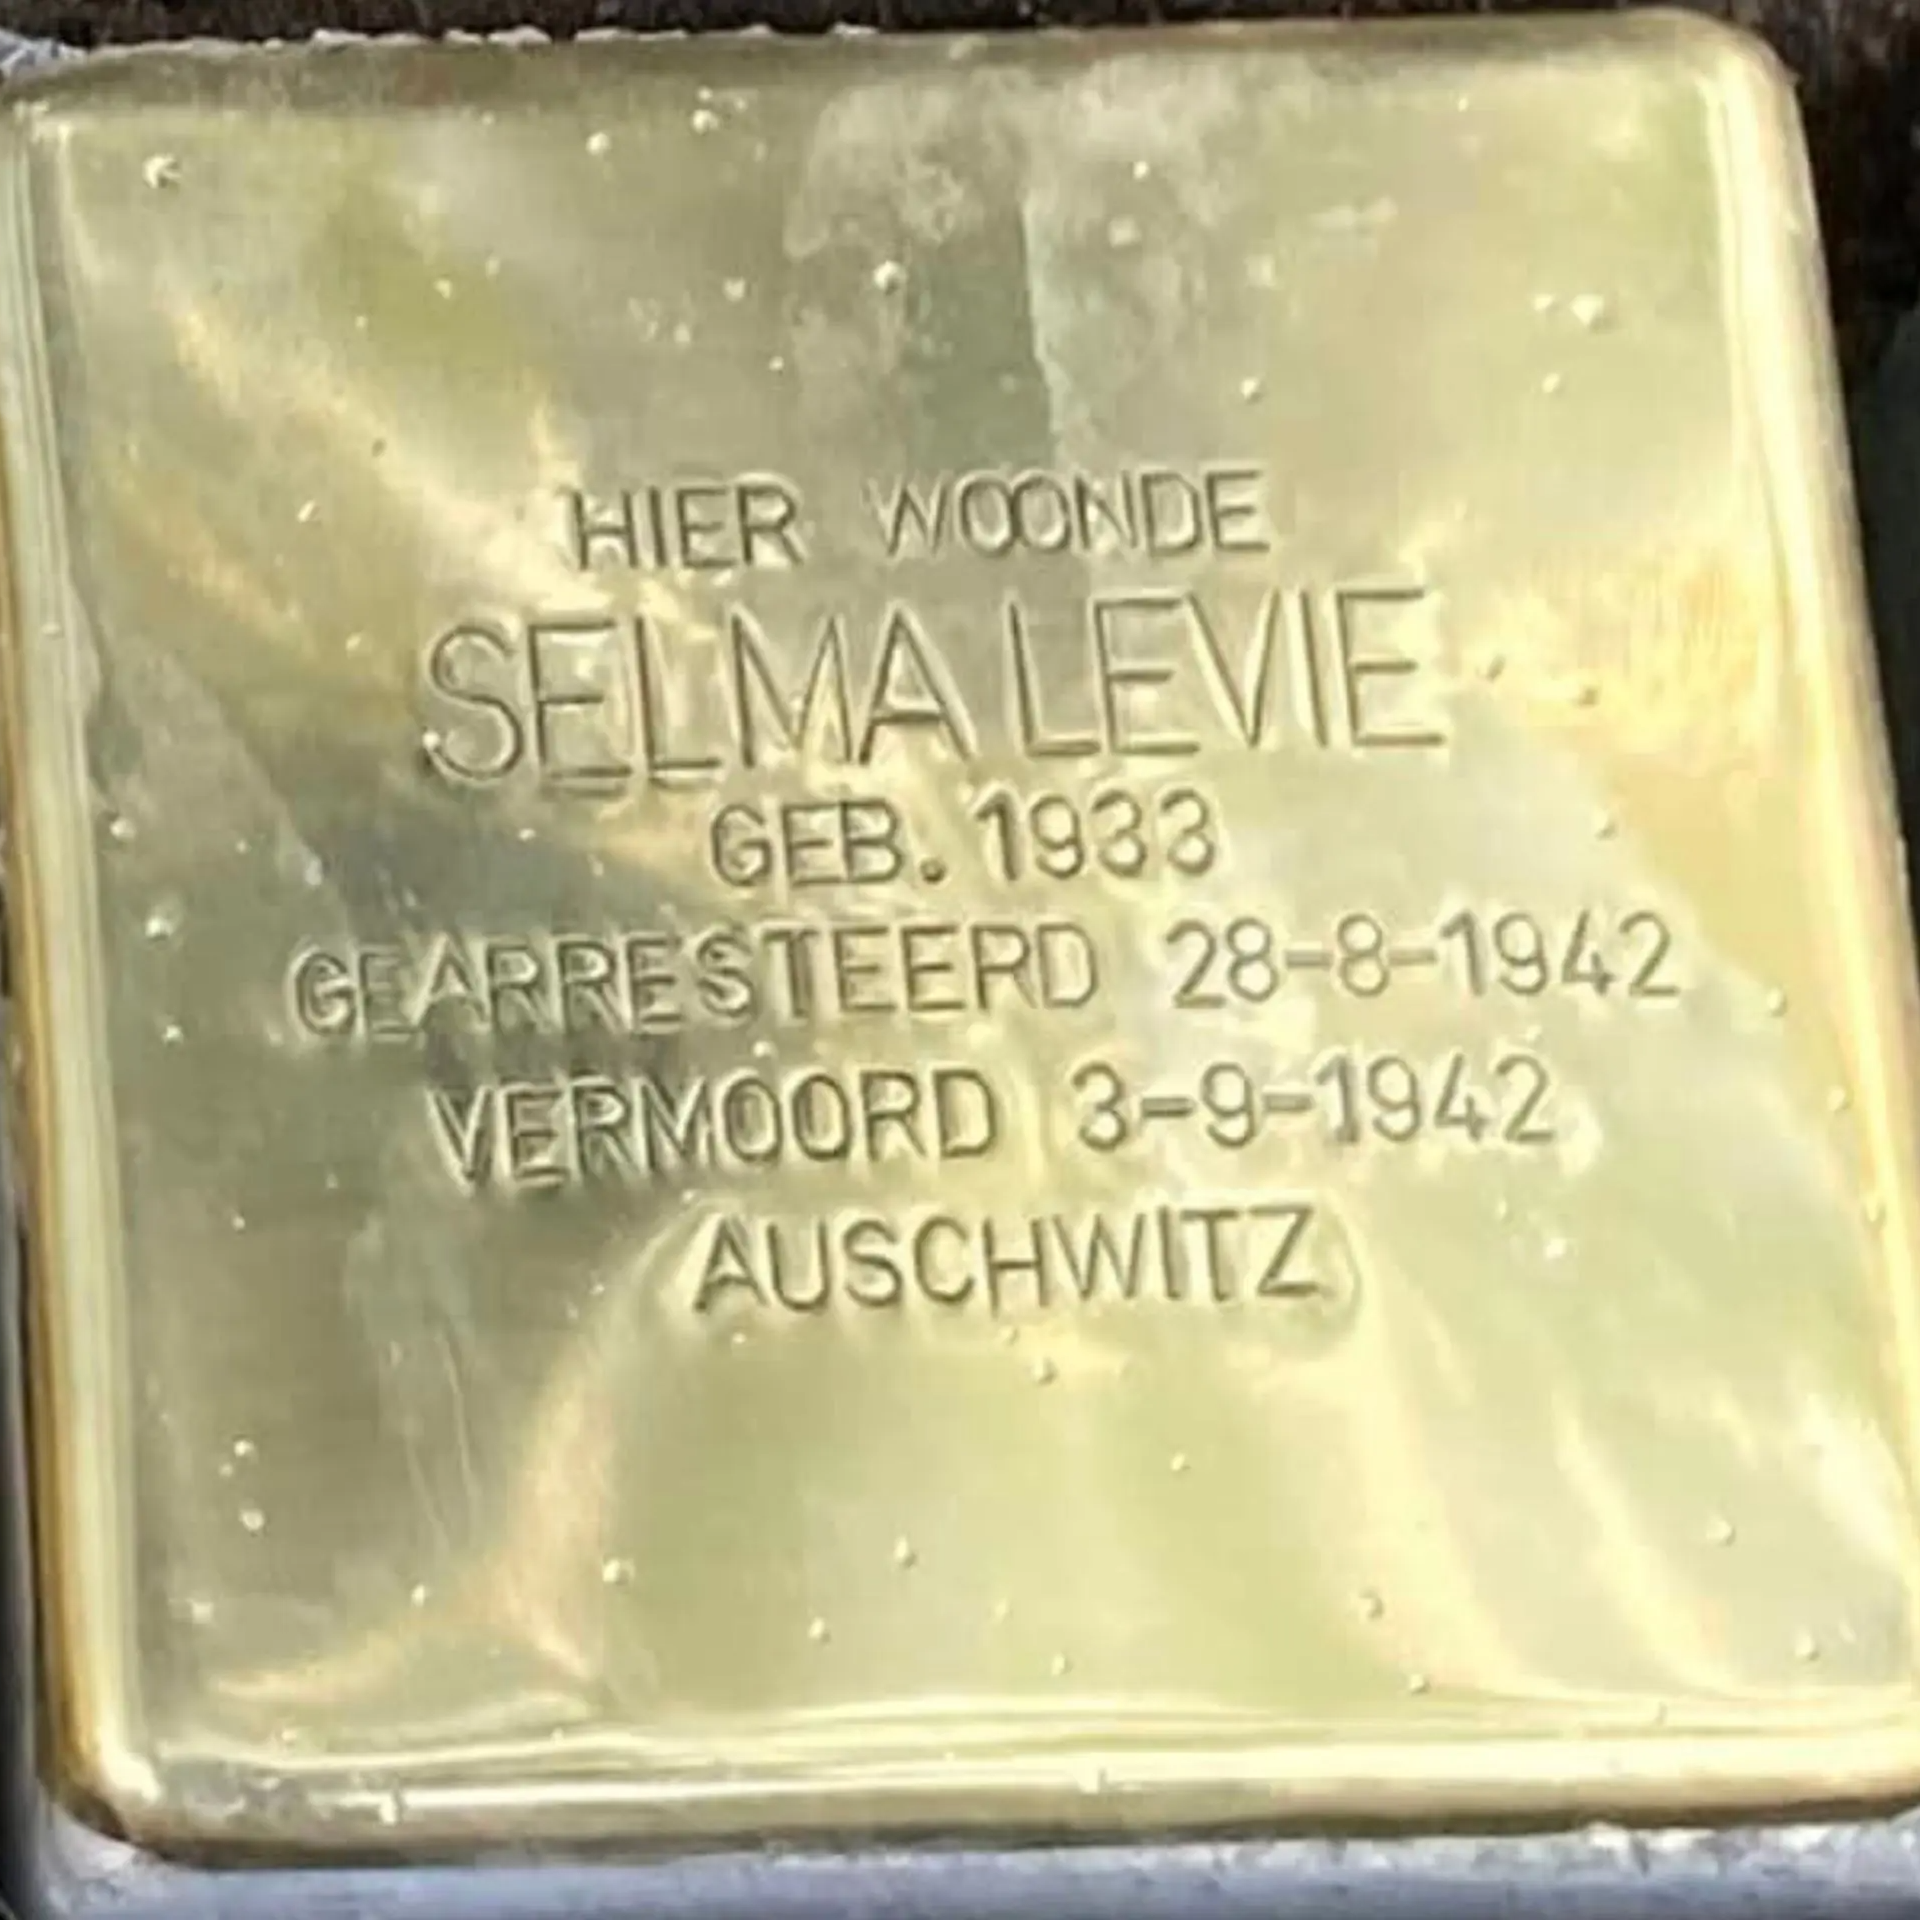 HIER WOONDE
SELMA LEVIE
GEB. 1933
GEARRESTEERD 28-8-1942
VERMOORD 3-9-1942
AUSCHWITZ